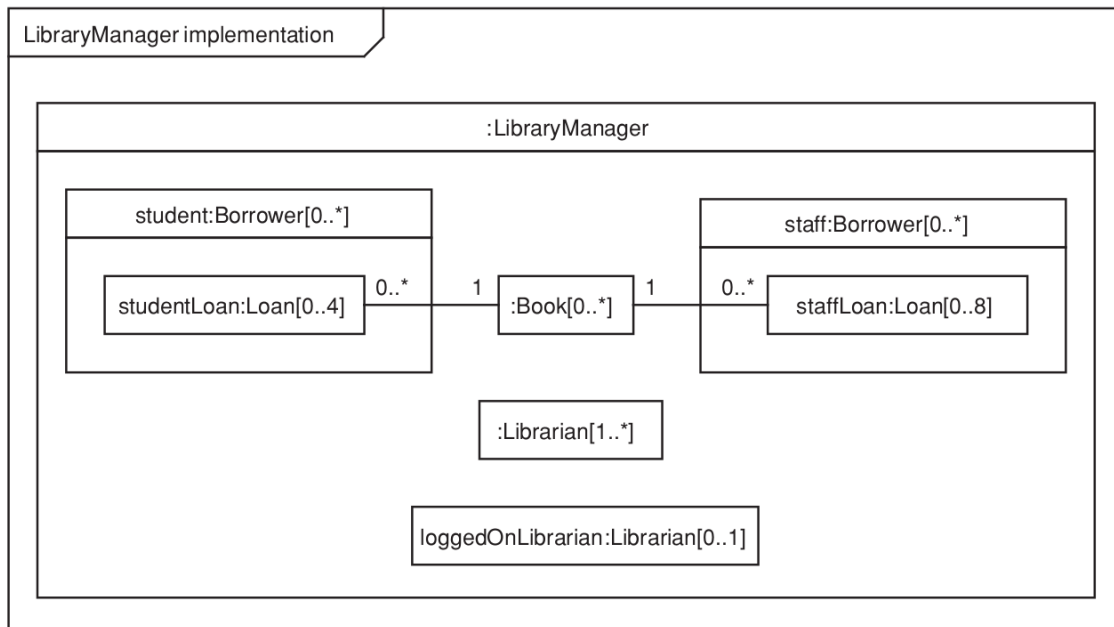 LibraryManager implementation
:LibraryManager
student:Borrower[0..*]
staff:Borrower[0..*]
0..*
1
1
0..*
studentLoan:Loan[0..4]
:Book[0..*]
staffLoan:Loan[0..8]
:Librarian[1..*]
loggedOnLibrarian:Librarian[0..1]